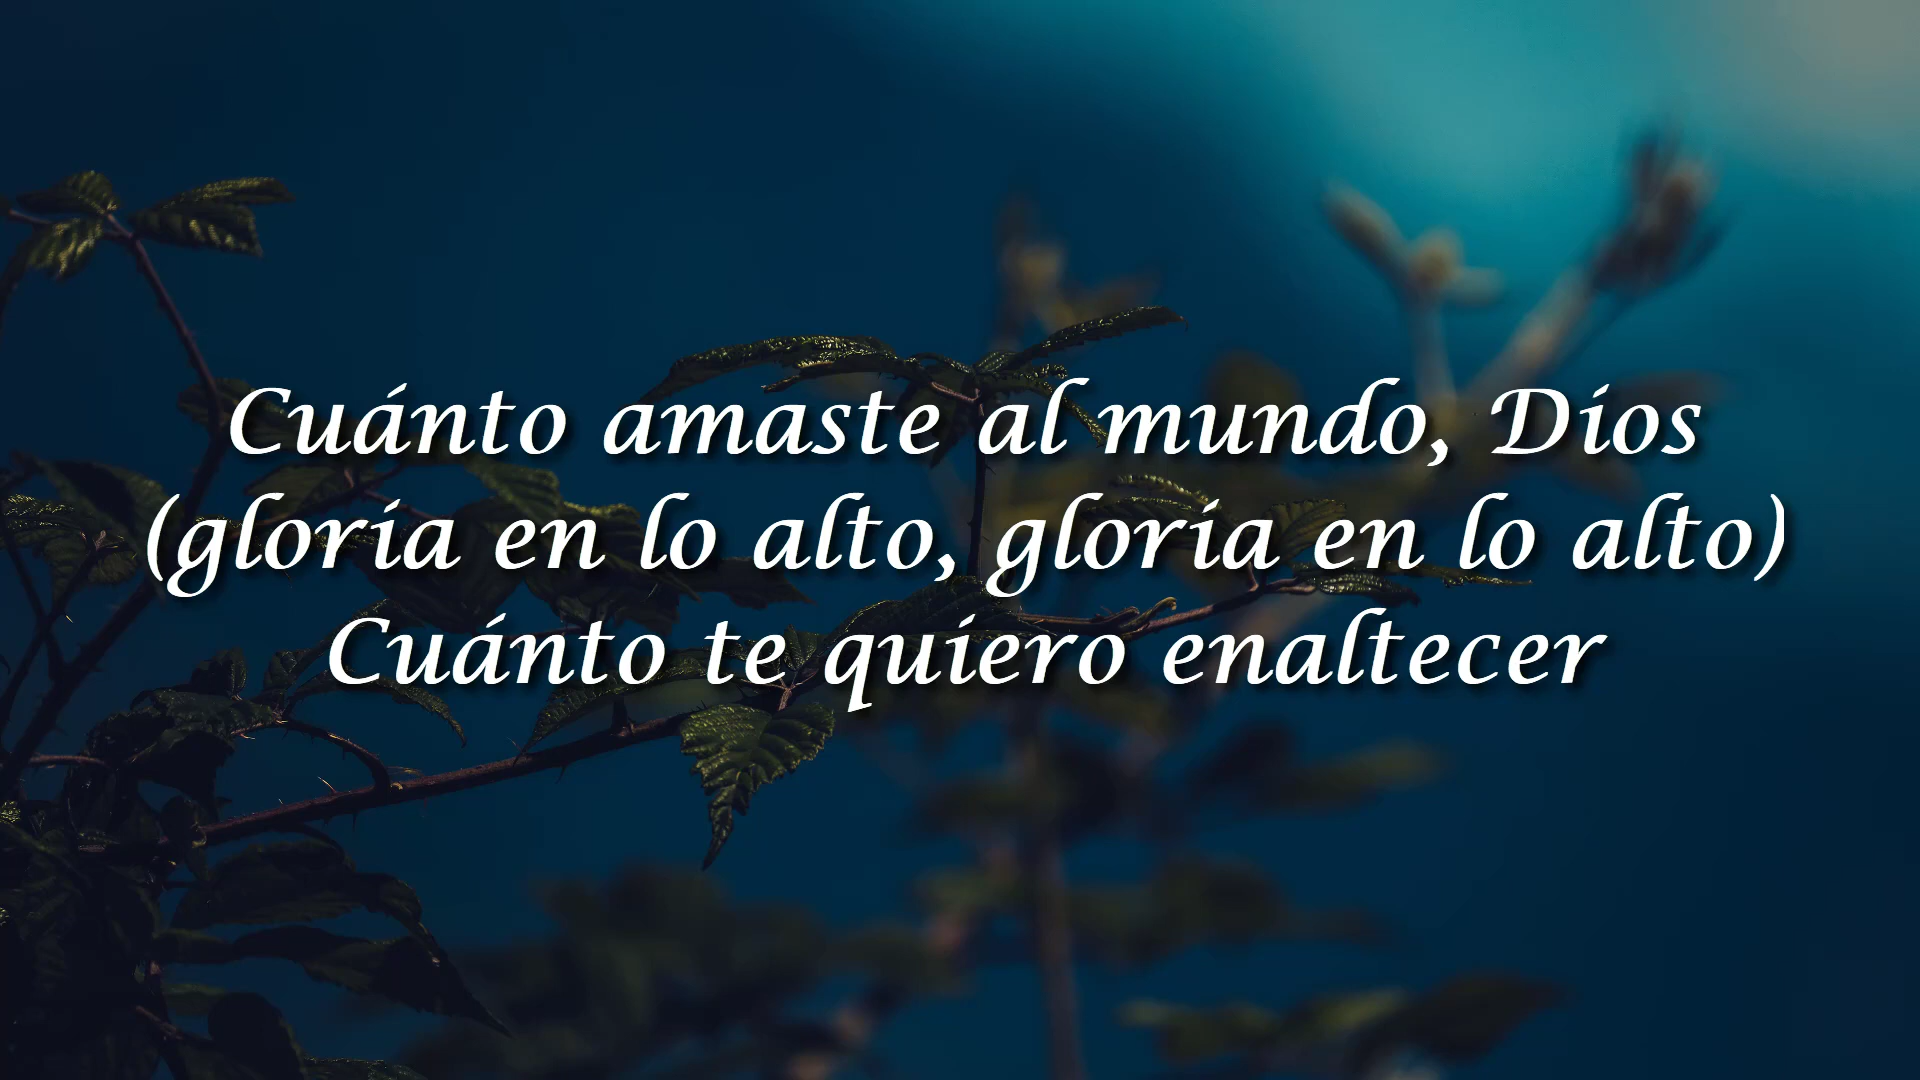 Cuánto amaste al mundo, Dios
(gloria en lo alto, gloria en lo alto)
Cuánto te quiero enaltecer